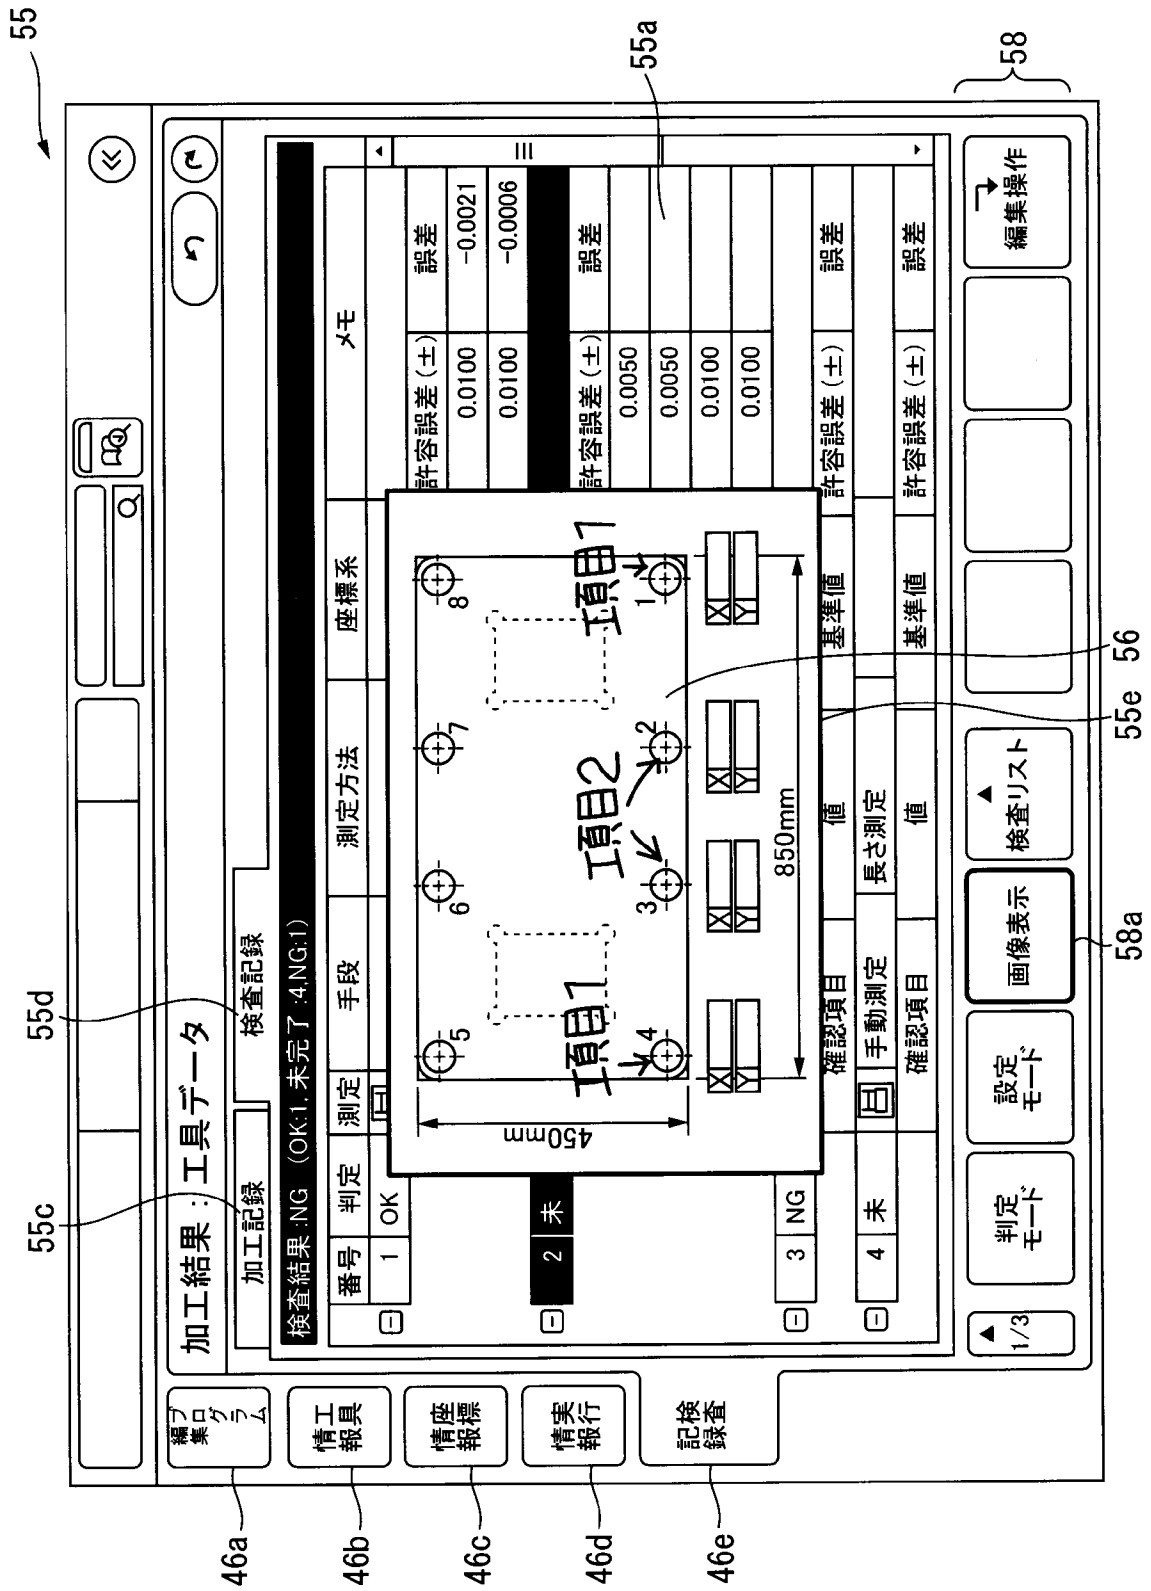 55
加工結果：工具データ
55c
55d
加工記録
検査記録
検査結果:NG (OK:1,未完了:4,NG:1)
番号 判定 測定 手段 測定方法 座標系 メモ
1 OK
許容誤差(±) 誤差
0.0100 -0.0021
0.0100 -0.0006
2 未
許容誤差(±) 誤差
0.0050
0.0050
0.0100
0.0100
55a
3 NG
確認項目 値 基準値 許容誤差(±) 誤差
4 未 手動測定 長さ測定
確認項目 値 基準値 許容誤差(±) 誤差
5 6 7 8
項目1 項目2 項目1
4 3 2 1
450mm
X X X X
Y Y Y Y
850mm
56
55e
プログラム編集
工具情報
座標情報
実行情報
検査記録
46a
46b
46c
46d
46e
1/3
判定モード
設定モード
画像表示
検査リスト
編集操作
58
58a